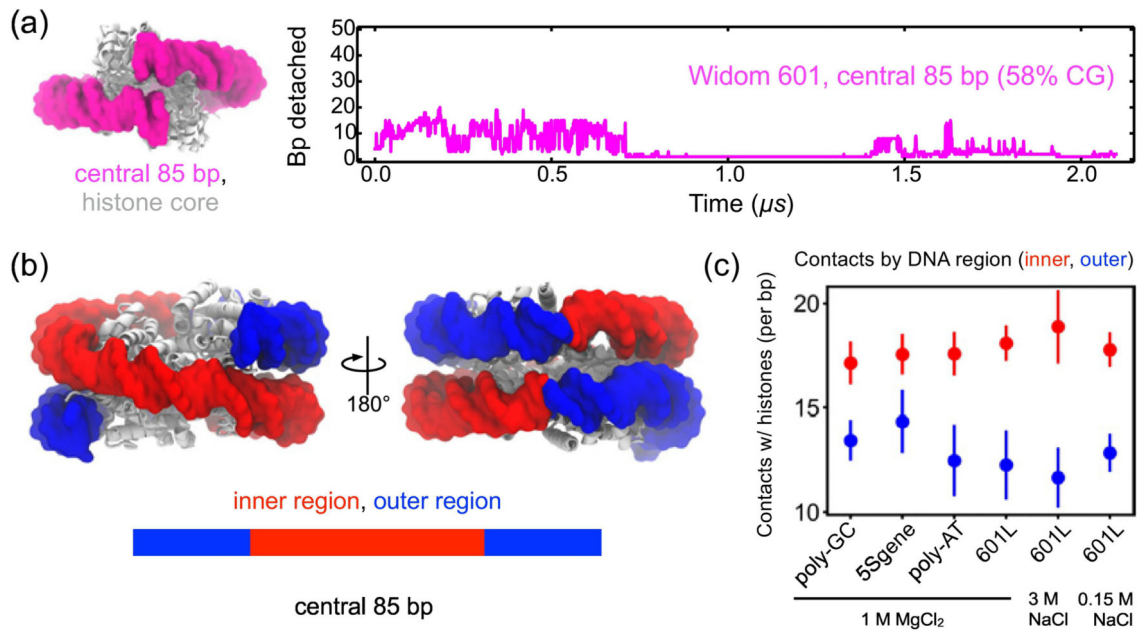 (a)
central 85 bp,
histone core
Bp detached
50
40
30
20
10
0
Widom 601, central 85 bp (58% CG)
0.0 0.5 1.0 1.5 2.0
Time (μs)
(b)
180°
inner region, outer region
central 85 bp
(c)
Contacts by DNA region (inner, outer)
Contacts w/ histones (per bp)
20
15
10
poly-GC 5Sgene poly-AT 601L 601L 601L
1 M MgCl₂
3 M NaCl
0.15 M NaCl